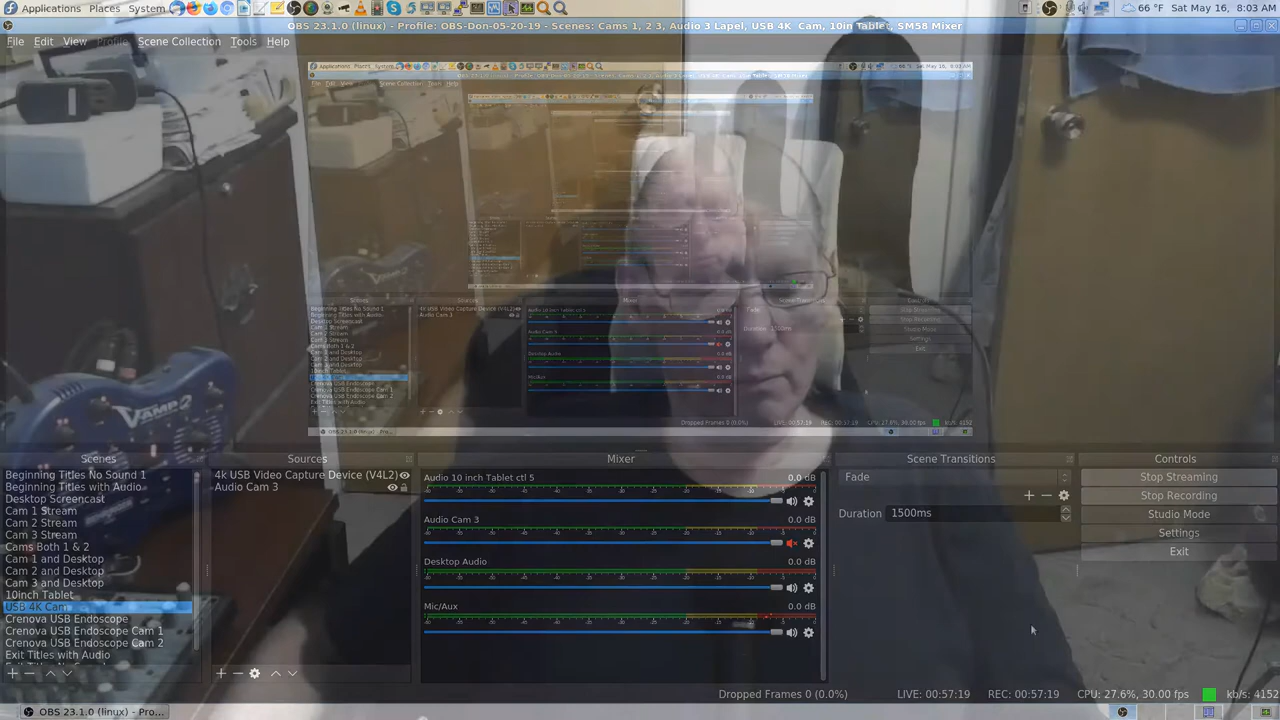 Applications Places System
66 °F Sat May 16, 8:03 AM
OBS 23.1.0 (linux) - Profile: OBS-Don-05-20-19 - Scenes: Cams 1, 2 3, Audio 3 Lapel, USB 4K Cam, 10in Tablet, SM58 Mixer
File Edit View Profile Scene Collection Tools Help
Scenes
Beginning Titles No Sound 1
Beginning Titles with Audio
Desktop Screencast
Cam 1 Stream
Cam 2 Stream
Cam 3 Stream
Cams Both 1 & 2
Cam 1 and Desktop
Cam 2 and Desktop
Cam 3 and Desktop
10inch Tablet
USB 4K Cam
Crenova USB Endoscope
Crenova USB Endoscope Cam 1
Crenova USB Endoscope Cam 2
Exit Titles with Audio
Sources
4k USB Video Capture Device (V4L2)
Audio Cam 3
Mixer
Audio 10 inch Tablet ctl 5 0.0 dB
Audio Cam 3 0.0 dB
Desktop Audio 0.0 dB
Mic/Aux 0.0 dB
Scene Transitions
Fade
Duration 1500ms
Controls
Stop Streaming
Stop Recording
Studio Mode
Settings
Exit
Dropped Frames 0 (0.0%) LIVE: 00:57:19 REC: 00:57:19 CPU: 27.6%, 30.00 fps kb/s: 4152
OBS 23.1.0 (linux) - Pro...
V-AMP 2